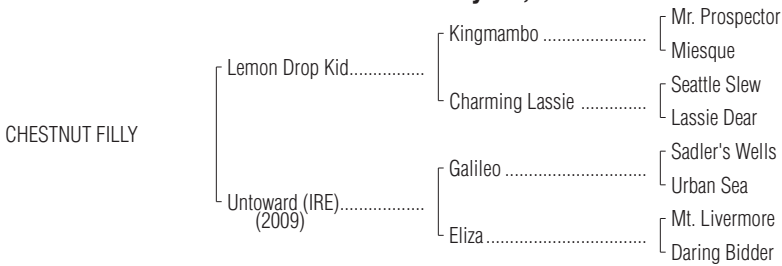 Mr. Prospector
Kingmambo ........................
Miesque
Lemon Drop Kid................
Seattle Slew
Charming Lassie ..............
Lassie Dear
CHESTNUT FILLY
Sadler's Wells
Galileo ................................
Urban Sea
Untoward (IRE)..................
(2009)
Mt. Livermore
Eliza....................................
Daring Bidder